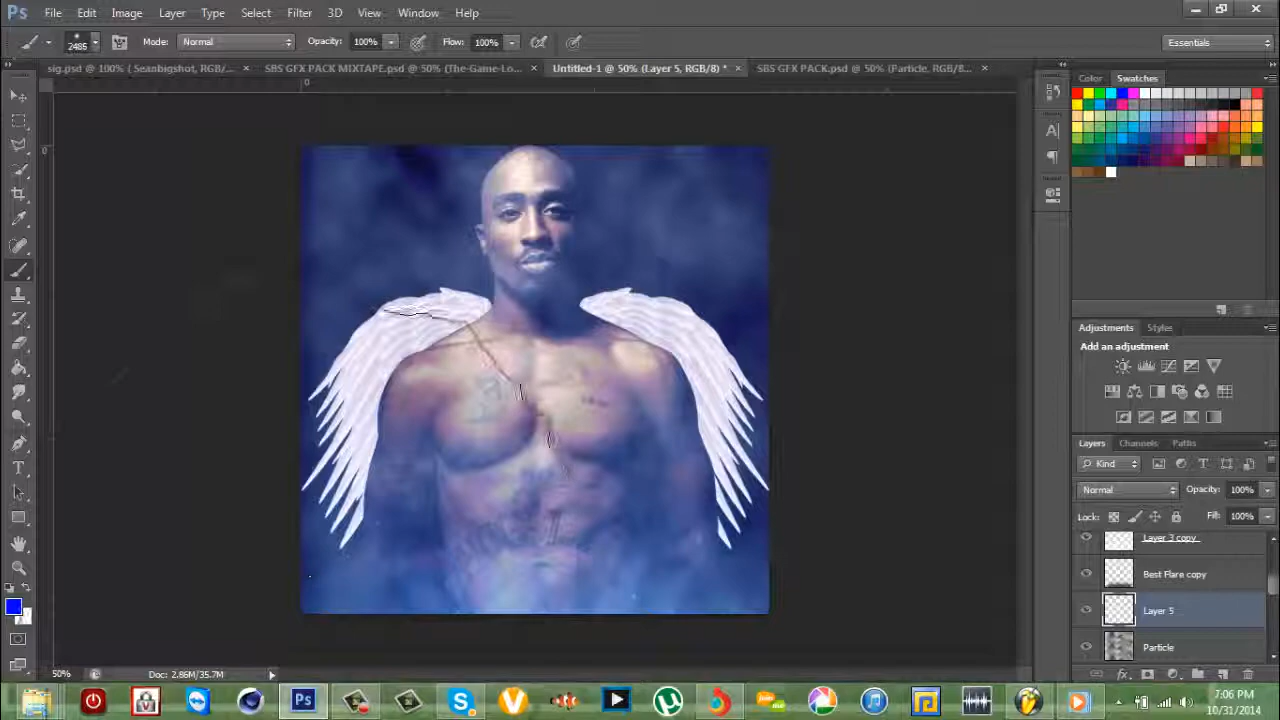 Ps File Edit Image Layer Type Select Filter 3D View Window Help
2485 Mode: Normal Opacity: 100% Flow: 100% Essentials
sig.psd @ 100% ( Seanbigshot, RGB/... × SBS GFX PACK MIXTAPE.psd @ 50% (The-Game-Lo... × Untitled-1 @ 50% (Layer 5, RGB/8) * × SBS GFX PACK.psd @ 50% (Particle, RGB/8... ×
Color Swatches
0
0
Adjustments Styles
Add an adjustment
Layers Channels Paths
Kind
Normal Opacity: 100%
Lock: Fill: 100%
Layer 3 copy
Best Flare copy
Layer 5
Particle
50% Doc: 2.86M/35.7M
7:06 PM
10/31/2014